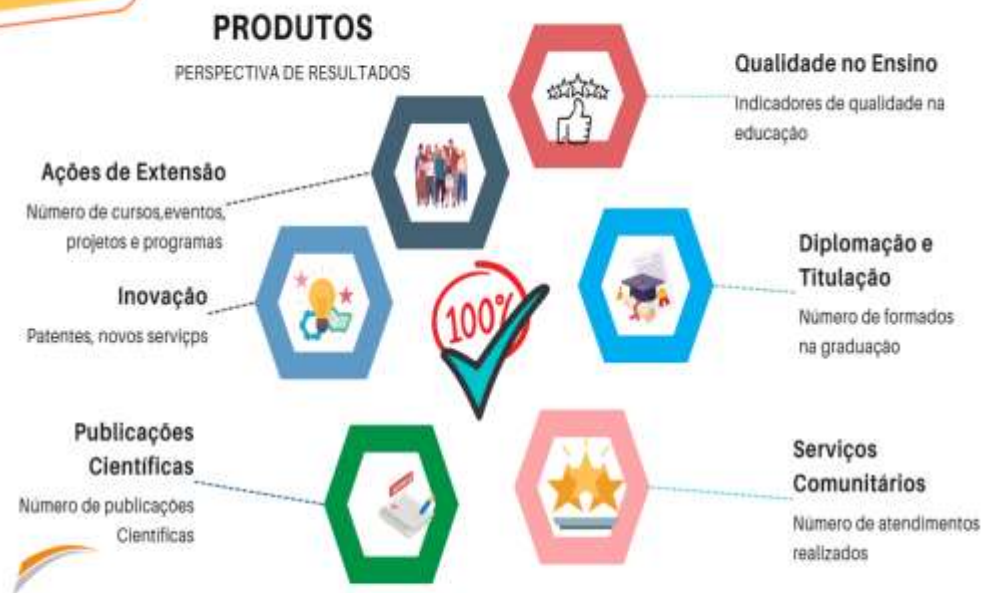 PRODUTOS
PERSPECTIVA DE RESULTADOS
Qualidade no Ensino
Indicadores de qualidade na
educação
Ações de Extensão
Número de cursos,eventos,
projetos e programas
Inovação
Patentes, novos serviçps
100%
Diplomação e
Titulação
Número de formados
na graduação
Publicações
Científicas
Número de publicações
Científicas
Serviços
Comunitários
Número de atendimentos
realizados